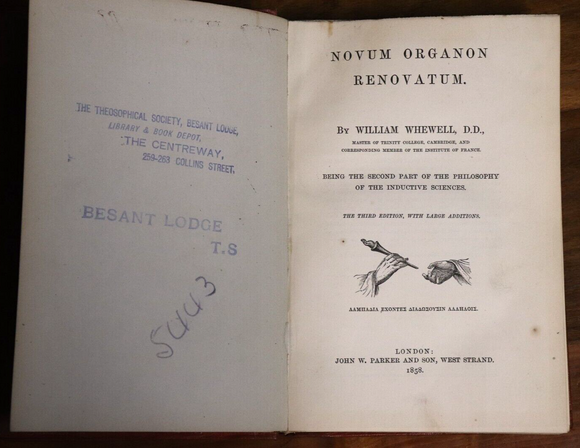 THE THEOSOPHICAL SOCIETY, BESANT LODGE,
LIBRARY & BOOK DEPOT,
THE CENTREWAY,
259-263 COLLINS STREET.
BESANT LODGE
T.S
5443
NOVUM ORGANON
RENOVATUM.
BY WILLIAM WHEWELL, D.D.,
MASTER OF TRINITY COLLEGE, CAMBRIDGE, AND
CORRESPONDING MEMBER OF THE INSTITUTE OF FRANCE.
BEING THE SECOND PART OF THE PHILOSOPHY
OF THE INDUCTIVE SCIENCES.
THE THIRD EDITION, WITH LARGE ADDITIONS.
ΛΑΜΠΑΔΙΑ ΕΧΟΝΤΕΣ ΔΙΑΔΩΣΟΥΣΙΝ ΑΛΛΗΛΟΙΣ.
LONDON:
JOHN W. PARKER AND SON, WEST STRAND.
1858.